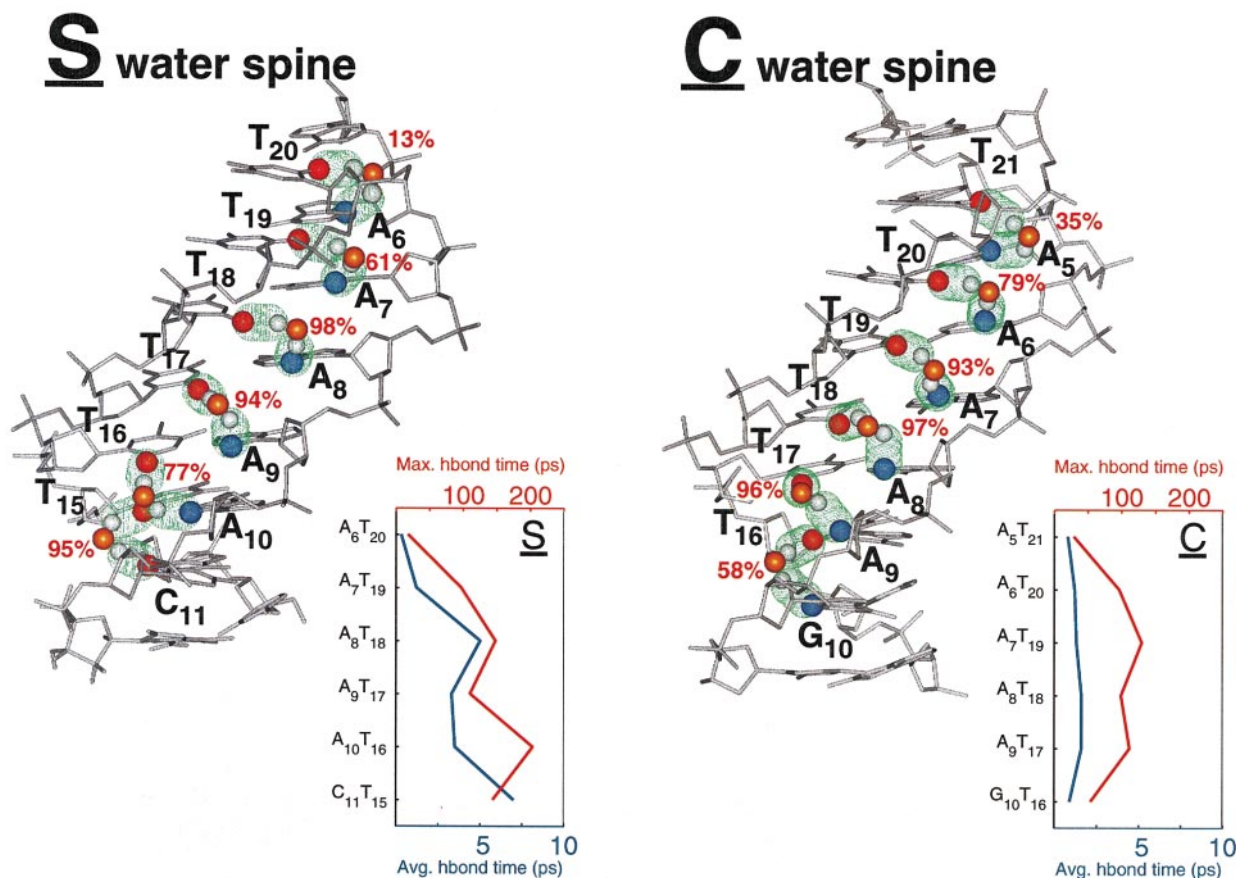 S water spine
T20
13%
T19
A6
T18
61%
A7
98%
T17
A8
94%
T16
A9
77%
T15
A10
95%
C11
Max. hbond time (ps)
100 200
S
A6T20
A7T19
A8T18
A9T17
A10T16
C11T15
5 10
Avg. hbond time (ps)
C water spine
T21
35%
T20
A5
79%
T19
A6
93%
T18
A7
97%
T17
A8
96%
T16
A9
58%
G10
Max. hbond time (ps)
100 200
C
A5T21
A6T20
A7T19
A8T18
A9T17
G10T16
5 10
Avg. hbond time (ps)